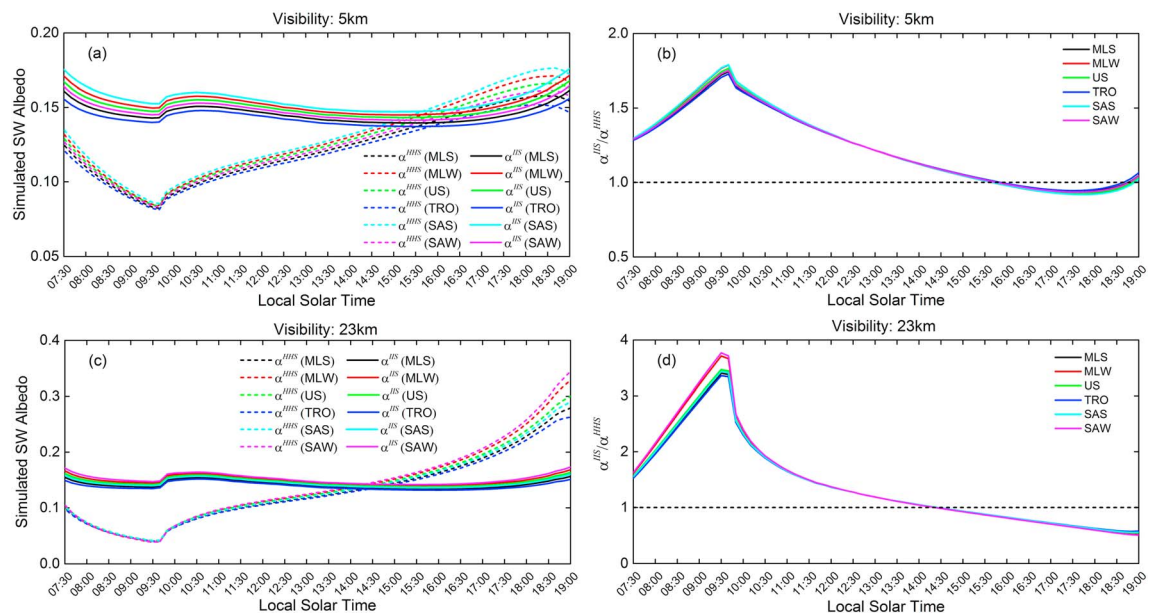 Visibility: 5km
(a)
Simulated SW Albedo
0.20
0.15
0.10
0.05
α^HHS (MLS) α^IIS (MLS)
α^HHS (MLW) α^IIS (MLW)
α^HHS (US) α^IIS (US)
α^HHS (TRO) α^IIS (TRO)
α^HHS (SAS) α^IIS (SAS)
α^HHS (SAW) α^IIS (SAW)
07:30 08:00 08:30 09:00 09:30 10:00 10:30 11:00 11:30 12:00 12:30 13:00 13:30 14:00 14:30 15:00 15:30 16:00 16:30 17:00 17:30 18:00 18:30 19:00
Local Solar Time
Visibility: 5km
(b)
α^IIS/α^HHS
2.0
1.5
1.0
0.5
MLS
MLW
US
TRO
SAS
SAW
07:30 08:00 08:30 09:00 09:30 10:00 10:30 11:00 11:30 12:00 12:30 13:00 13:30 14:00 14:30 15:00 15:30 16:00 16:30 17:00 17:30 18:00 18:30 19:00
Local Solar Time
Visibility: 23km
(c)
Simulated SW Albedo
0.4
0.3
0.2
0.1
0.0
α^HHS (MLS) α^IIS (MLS)
α^HHS (MLW) α^IIS (MLW)
α^HHS (US) α^IIS (US)
α^HHS (TRO) α^IIS (TRO)
α^HHS (SAS) α^IIS (SAS)
α^HHS (SAW) α^IIS (SAW)
07:30 08:00 08:30 09:00 09:30 10:00 10:30 11:00 11:30 12:00 12:30 13:00 13:30 14:00 14:30 15:00 15:30 16:00 16:30 17:00 17:30 18:00 18:30 19:00
Local Solar Time
Visibility: 23km
(d)
α^IIS/α^HHS
4
3
2
1
0
MLS
MLW
US
TRO
SAS
SAW
07:30 08:00 08:30 09:00 09:30 10:00 10:30 11:00 11:30 12:00 12:30 13:00 13:30 14:00 14:30 15:00 15:30 16:00 16:30 17:00 17:30 18:00 18:30 19:00
Local Solar Time